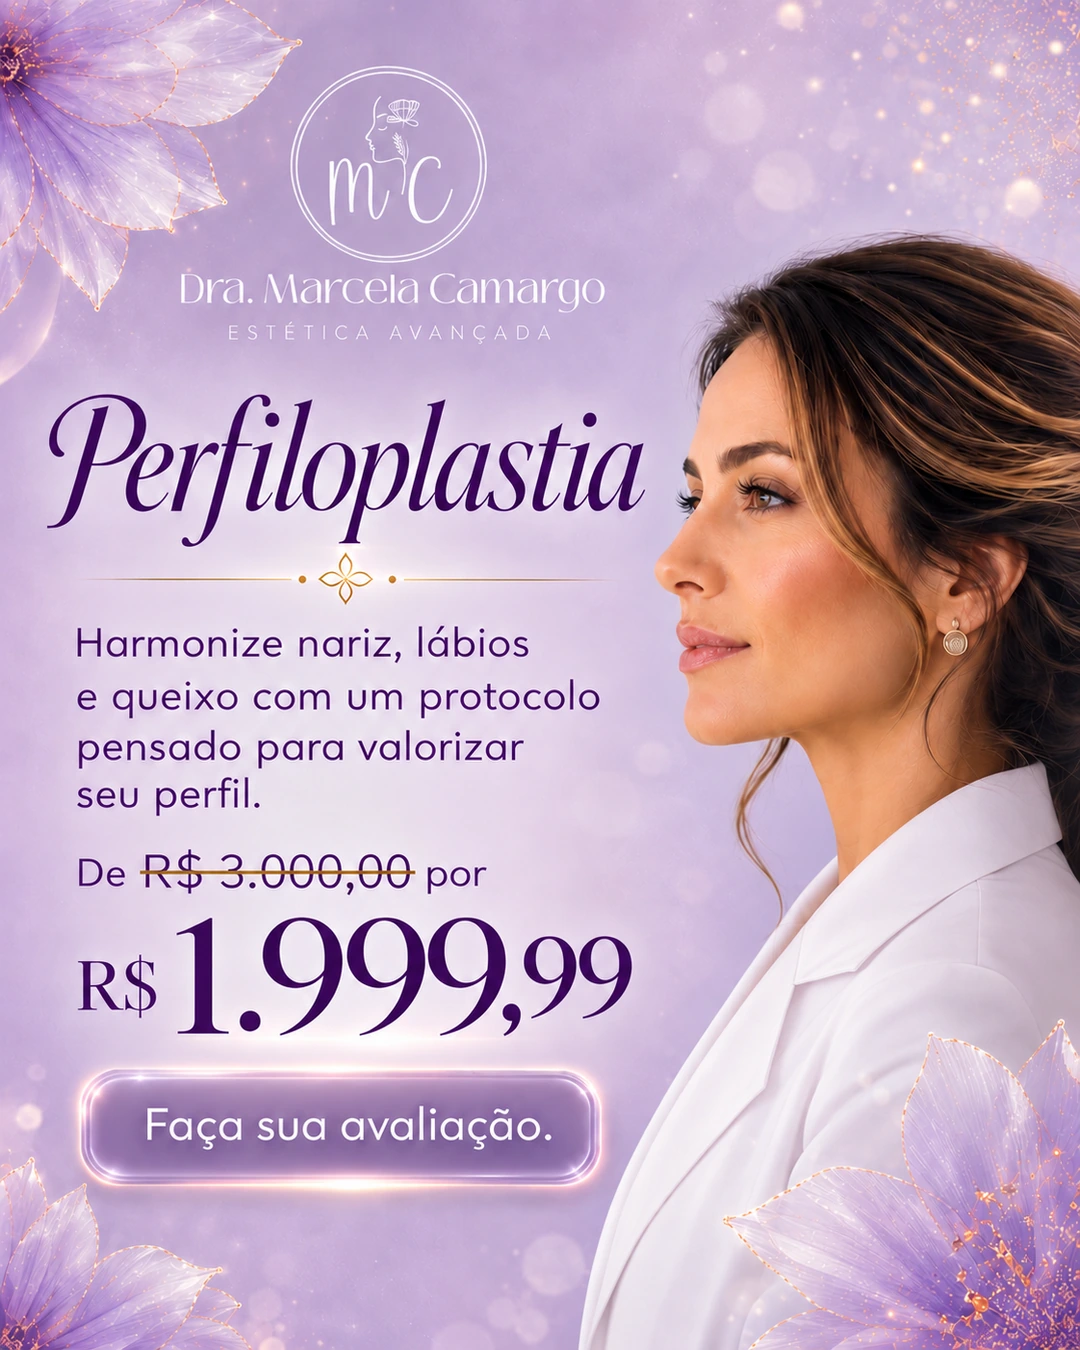 mc
Dra. Marcela Camargo
ESTÉTICA AVANÇADA
Perfiloplastia
Harmonize nariz, lábios
e queixo com um protocolo
pensado para valorizar
seu perfil.
De R$ 3.000,00 por
R$ 1.999,99
Faça sua avaliação.